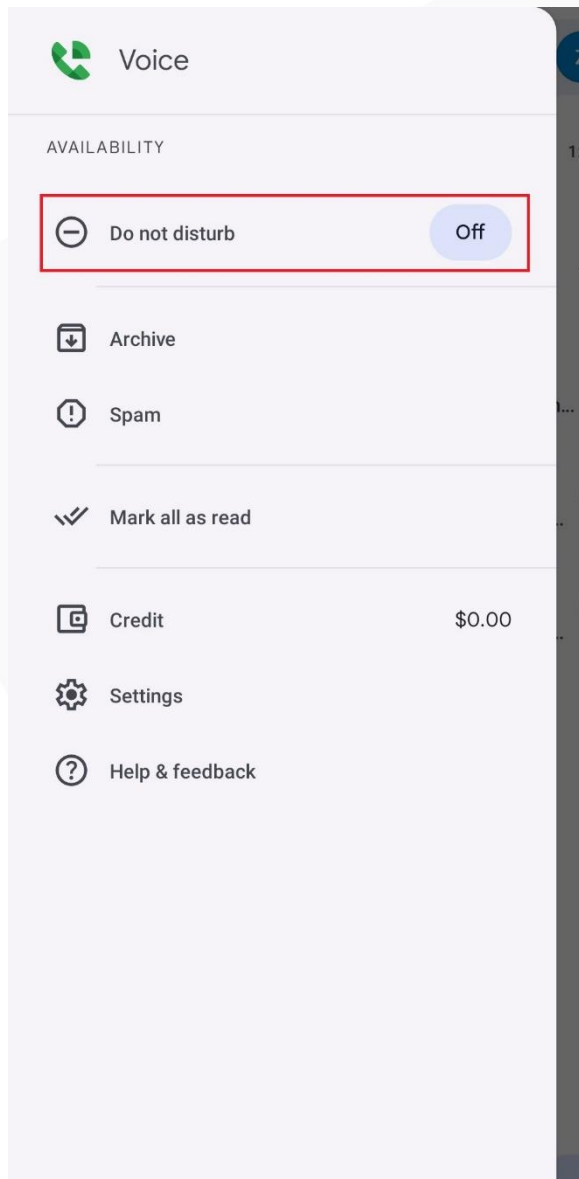 Voice
AVAILABILITY
Do not disturb Off
Archive
Spam
Mark all as read
Credit $0.00
Settings
Help & feedback